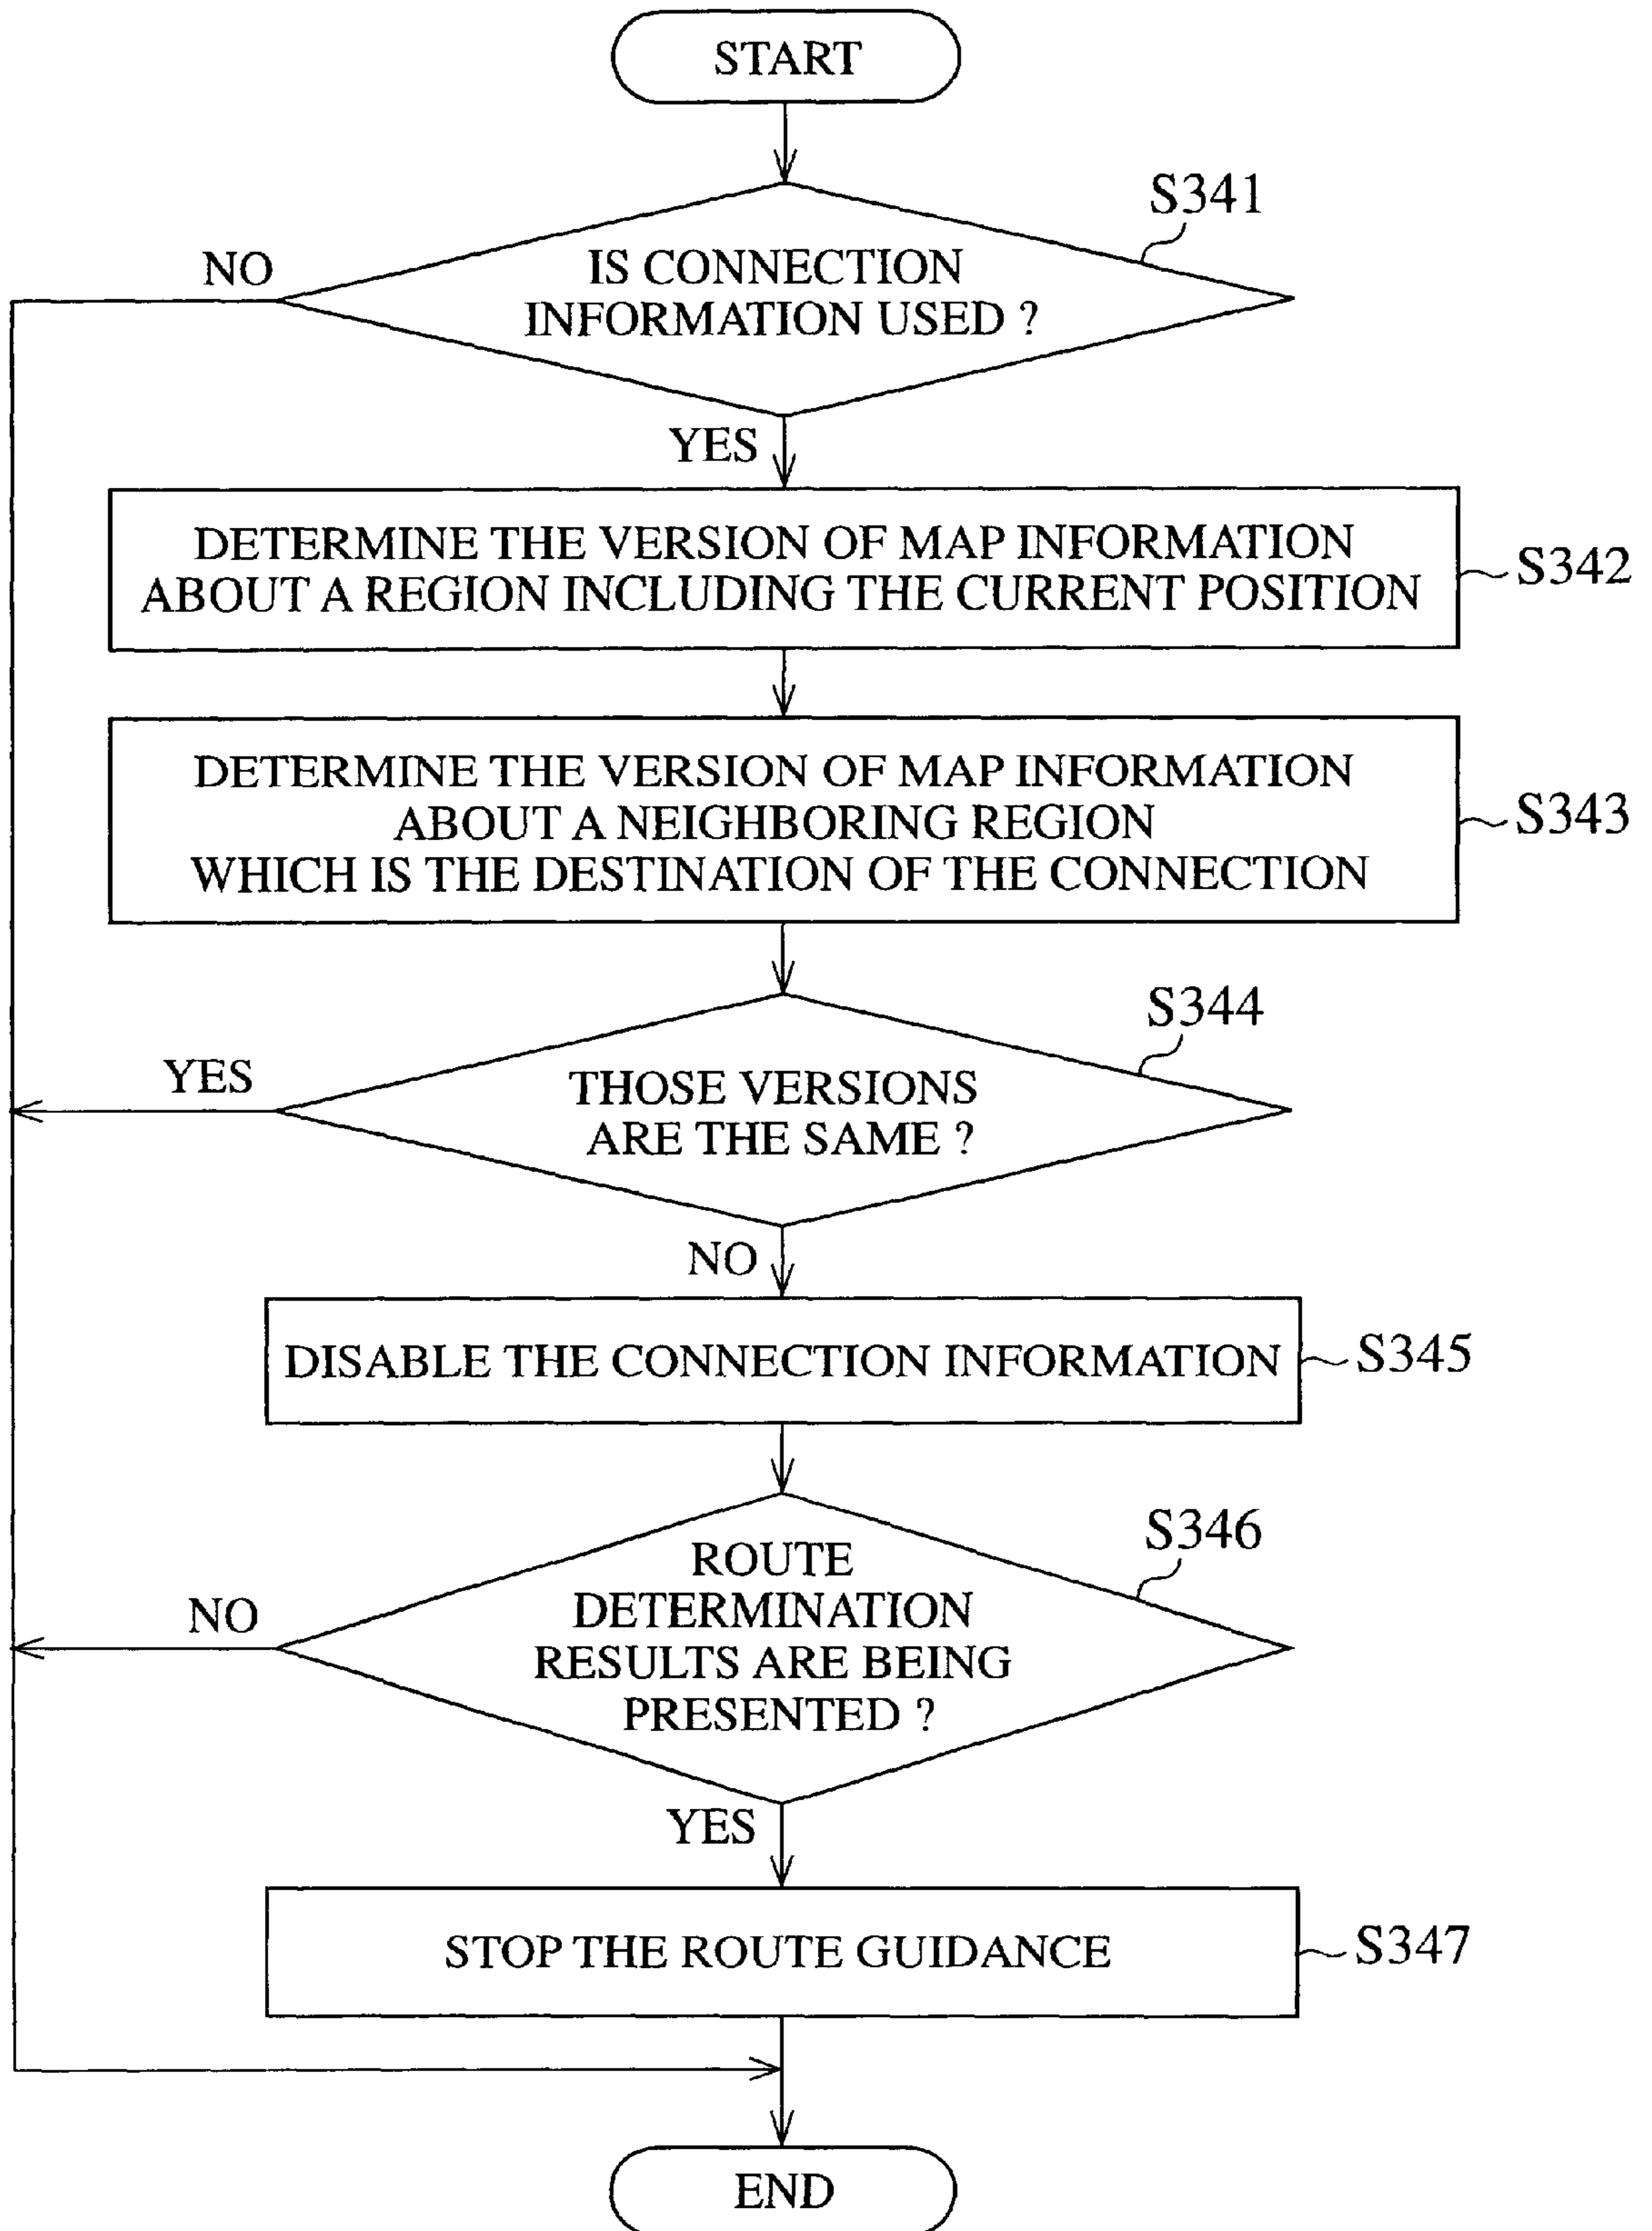 START
S341
NO
IS CONNECTION
INFORMATION USED ?
YES
DETERMINE THE VERSION OF MAP INFORMATION
ABOUT A REGION INCLUDING THE CURRENT POSITION
S342
DETERMINE THE VERSION OF MAP INFORMATION
ABOUT A NEIGHBORING REGION
WHICH IS THE DESTINATION OF THE CONNECTION
S343
S344
YES
THOSE VERSIONS
ARE THE SAME ?
NO
DISABLE THE CONNECTION INFORMATION
S345
S346
NO
ROUTE
DETERMINATION
RESULTS ARE BEING
PRESENTED ?
YES
STOP THE ROUTE GUIDANCE
S347
END